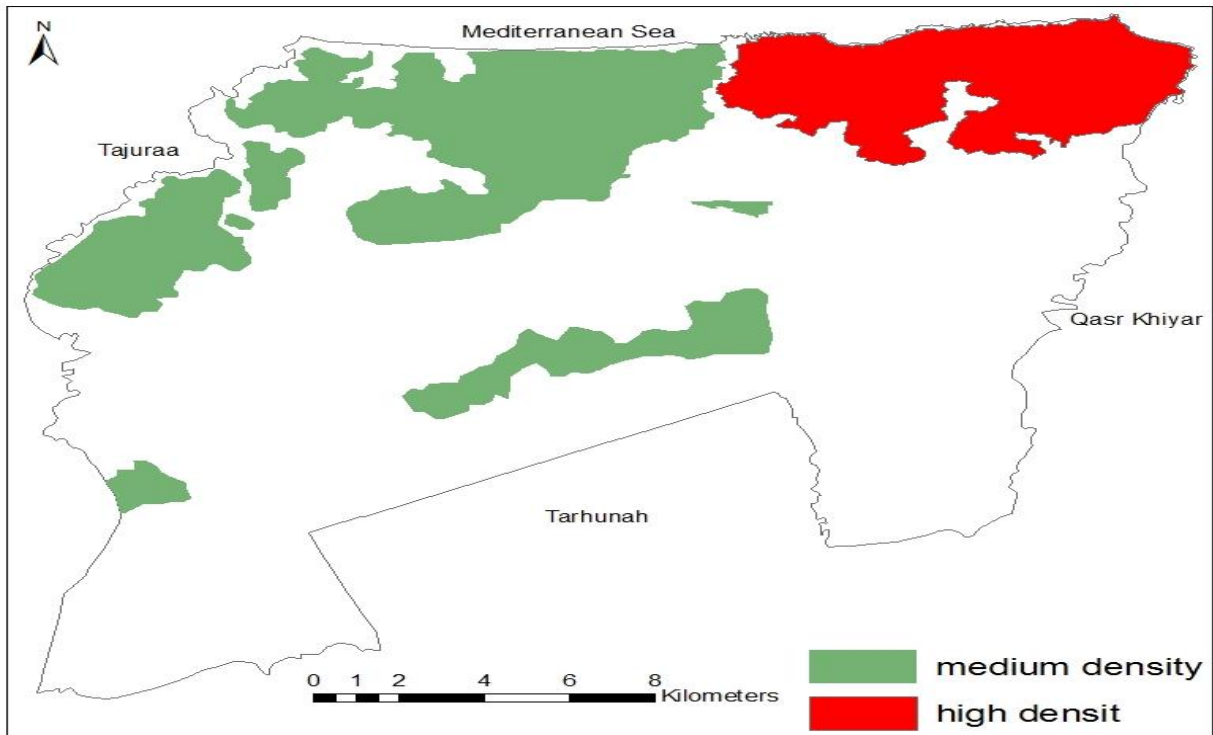 N
Mediterranean Sea
Tajuraa
Qasr Khiyar
Tarhunah
0 1 2 4 6 8
Kilometers
medium density
high densit